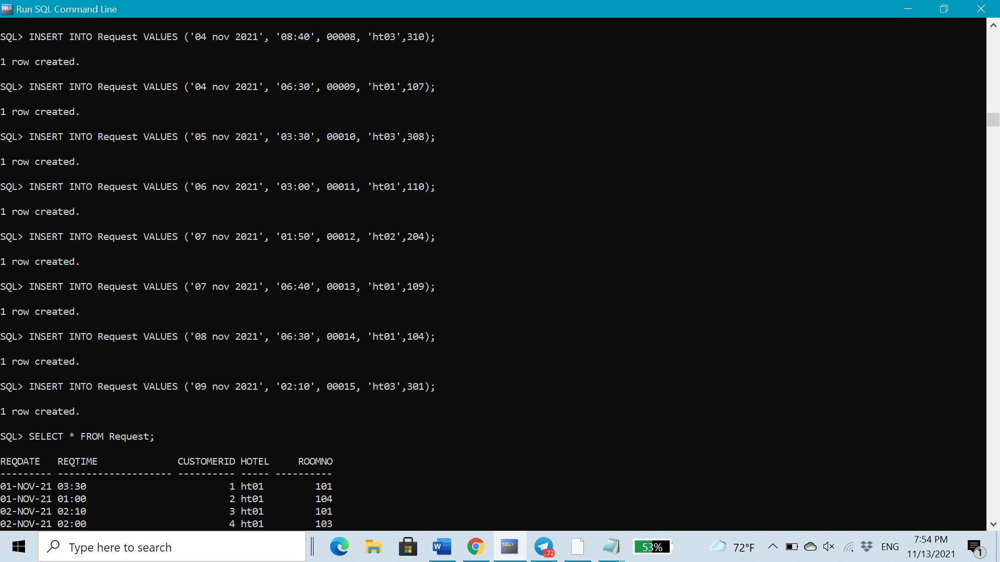 Run SQL Command Line
SQL> INSERT INTO Request VALUES ('04 nov 2021', '08:40', 00008, 'ht03',310);
1 row created.
SQL> INSERT INTO Request VALUES ('04 nov 2021', '06:30', 00009, 'ht01',107);
1 row created.
SQL> INSERT INTO Request VALUES ('05 nov 2021', '03:30', 00010, 'ht03',308);
1 row created.
SQL> INSERT INTO Request VALUES ('06 nov 2021', '03:00', 00011, 'ht01',110);
1 row created.
SQL> INSERT INTO Request VALUES ('07 nov 2021', '01:50', 00012, 'ht02',204);
1 row created.
SQL> INSERT INTO Request VALUES ('07 nov 2021', '06:40', 00013, 'ht01',109);
1 row created.
SQL> INSERT INTO Request VALUES ('08 nov 2021', '06:30', 00014, 'ht01',104);
1 row created.
SQL> INSERT INTO Request VALUES ('09 nov 2021', '02:10', 00015, 'ht03',301);
1 row created.
SQL> SELECT * FROM Request;
REQDATE   REQTIME              CUSTOMERID HOTEL     ROOMNO
--------- -------------------- ---------- ----- ----------
01-NOV-21 03:30                         1 ht01         101
01-NOV-21 01:00                         2 ht01         104
02-NOV-21 02:10                         3 ht01         101
02-NOV-21 02:00                         4 ht01         103
Type here to search
..72
53%
72°F
ENG
7:54 PM
11/13/2021
1